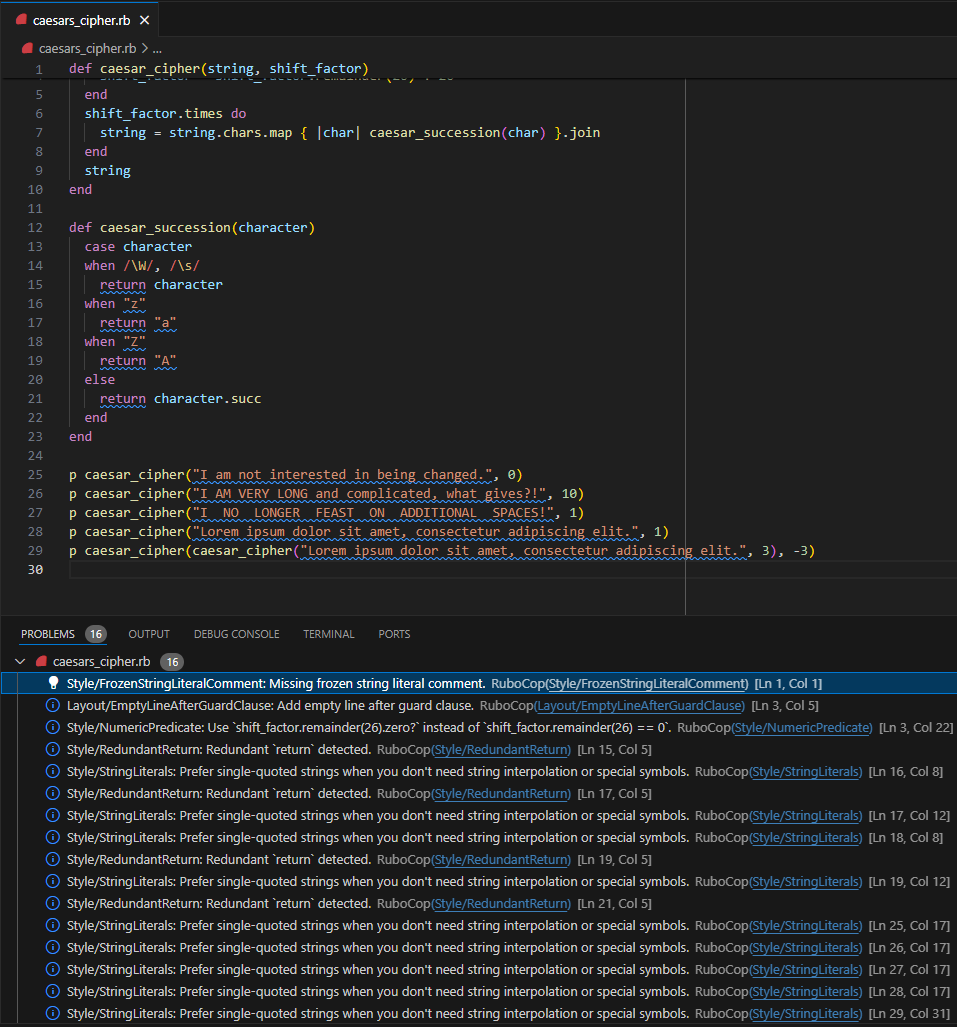 caesars_cipher.rb ×
caesars_cipher.rb > ...
1 def caesar_cipher(string, shift_factor)
5 end
6 shift_factor.times do
7 string = string.chars.map { |char| caesar_succession(char) }.join
8 end
9 string
10 end
11
12 def caesar_succession(character)
13 case character
14 when /\W/, /\s/
15 return character
16 when "z"
17 return "a"
18 when "Z"
19 return "A"
20 else
21 return character.succ
22 end
23 end
24
25 p caesar_cipher("I am not interested in being changed.", 0)
26 p caesar_cipher("I AM VERY LONG and complicated, what gives?!", 10)
27 p caesar_cipher("I  NO  LONGER  FEAST  ON  ADDITIONAL  SPACES!", 1)
28 p caesar_cipher("Lorem ipsum dolor sit amet, consectetur adipiscing elit.", 1)
29 p caesar_cipher(caesar_cipher("Lorem ipsum dolor sit amet, consectetur adipiscing elit.", 3), -3)
30
PROBLEMS 16 OUTPUT DEBUG CONSOLE TERMINAL PORTS
caesars_cipher.rb 16
Style/FrozenStringLiteralComment: Missing frozen string literal comment. RuboCop(Style/FrozenStringLiteralComment) [Ln 1, Col 1]
Layout/EmptyLineAfterGuardClause: Add empty line after guard clause. RuboCop(Layout/EmptyLineAfterGuardClause) [Ln 3, Col 5]
Style/NumericPredicate: Use `shift_factor.remainder(26).zero?` instead of `shift_factor.remainder(26) == 0`. RuboCop(Style/NumericPredicate) [Ln 3, Col 22]
Style/RedundantReturn: Redundant `return` detected. RuboCop(Style/RedundantReturn) [Ln 15, Col 5]
Style/StringLiterals: Prefer single-quoted strings when you don't need string interpolation or special symbols. RuboCop(Style/StringLiterals) [Ln 16, Col 8]
Style/RedundantReturn: Redundant `return` detected. RuboCop(Style/RedundantReturn) [Ln 17, Col 5]
Style/StringLiterals: Prefer single-quoted strings when you don't need string interpolation or special symbols. RuboCop(Style/StringLiterals) [Ln 17, Col 12]
Style/StringLiterals: Prefer single-quoted strings when you don't need string interpolation or special symbols. RuboCop(Style/StringLiterals) [Ln 18, Col 8]
Style/RedundantReturn: Redundant `return` detected. RuboCop(Style/RedundantReturn) [Ln 19, Col 5]
Style/StringLiterals: Prefer single-quoted strings when you don't need string interpolation or special symbols. RuboCop(Style/StringLiterals) [Ln 19, Col 12]
Style/RedundantReturn: Redundant `return` detected. RuboCop(Style/RedundantReturn) [Ln 21, Col 5]
Style/StringLiterals: Prefer single-quoted strings when you don't need string interpolation or special symbols. RuboCop(Style/StringLiterals) [Ln 25, Col 17]
Style/StringLiterals: Prefer single-quoted strings when you don't need string interpolation or special symbols. RuboCop(Style/StringLiterals) [Ln 26, Col 17]
Style/StringLiterals: Prefer single-quoted strings when you don't need string interpolation or special symbols. RuboCop(Style/StringLiterals) [Ln 27, Col 17]
Style/StringLiterals: Prefer single-quoted strings when you don't need string interpolation or special symbols. RuboCop(Style/StringLiterals) [Ln 28, Col 17]
Style/StringLiterals: Prefer single-quoted strings when you don't need string interpolation or special symbols. RuboCop(Style/StringLiterals) [Ln 29, Col 31]